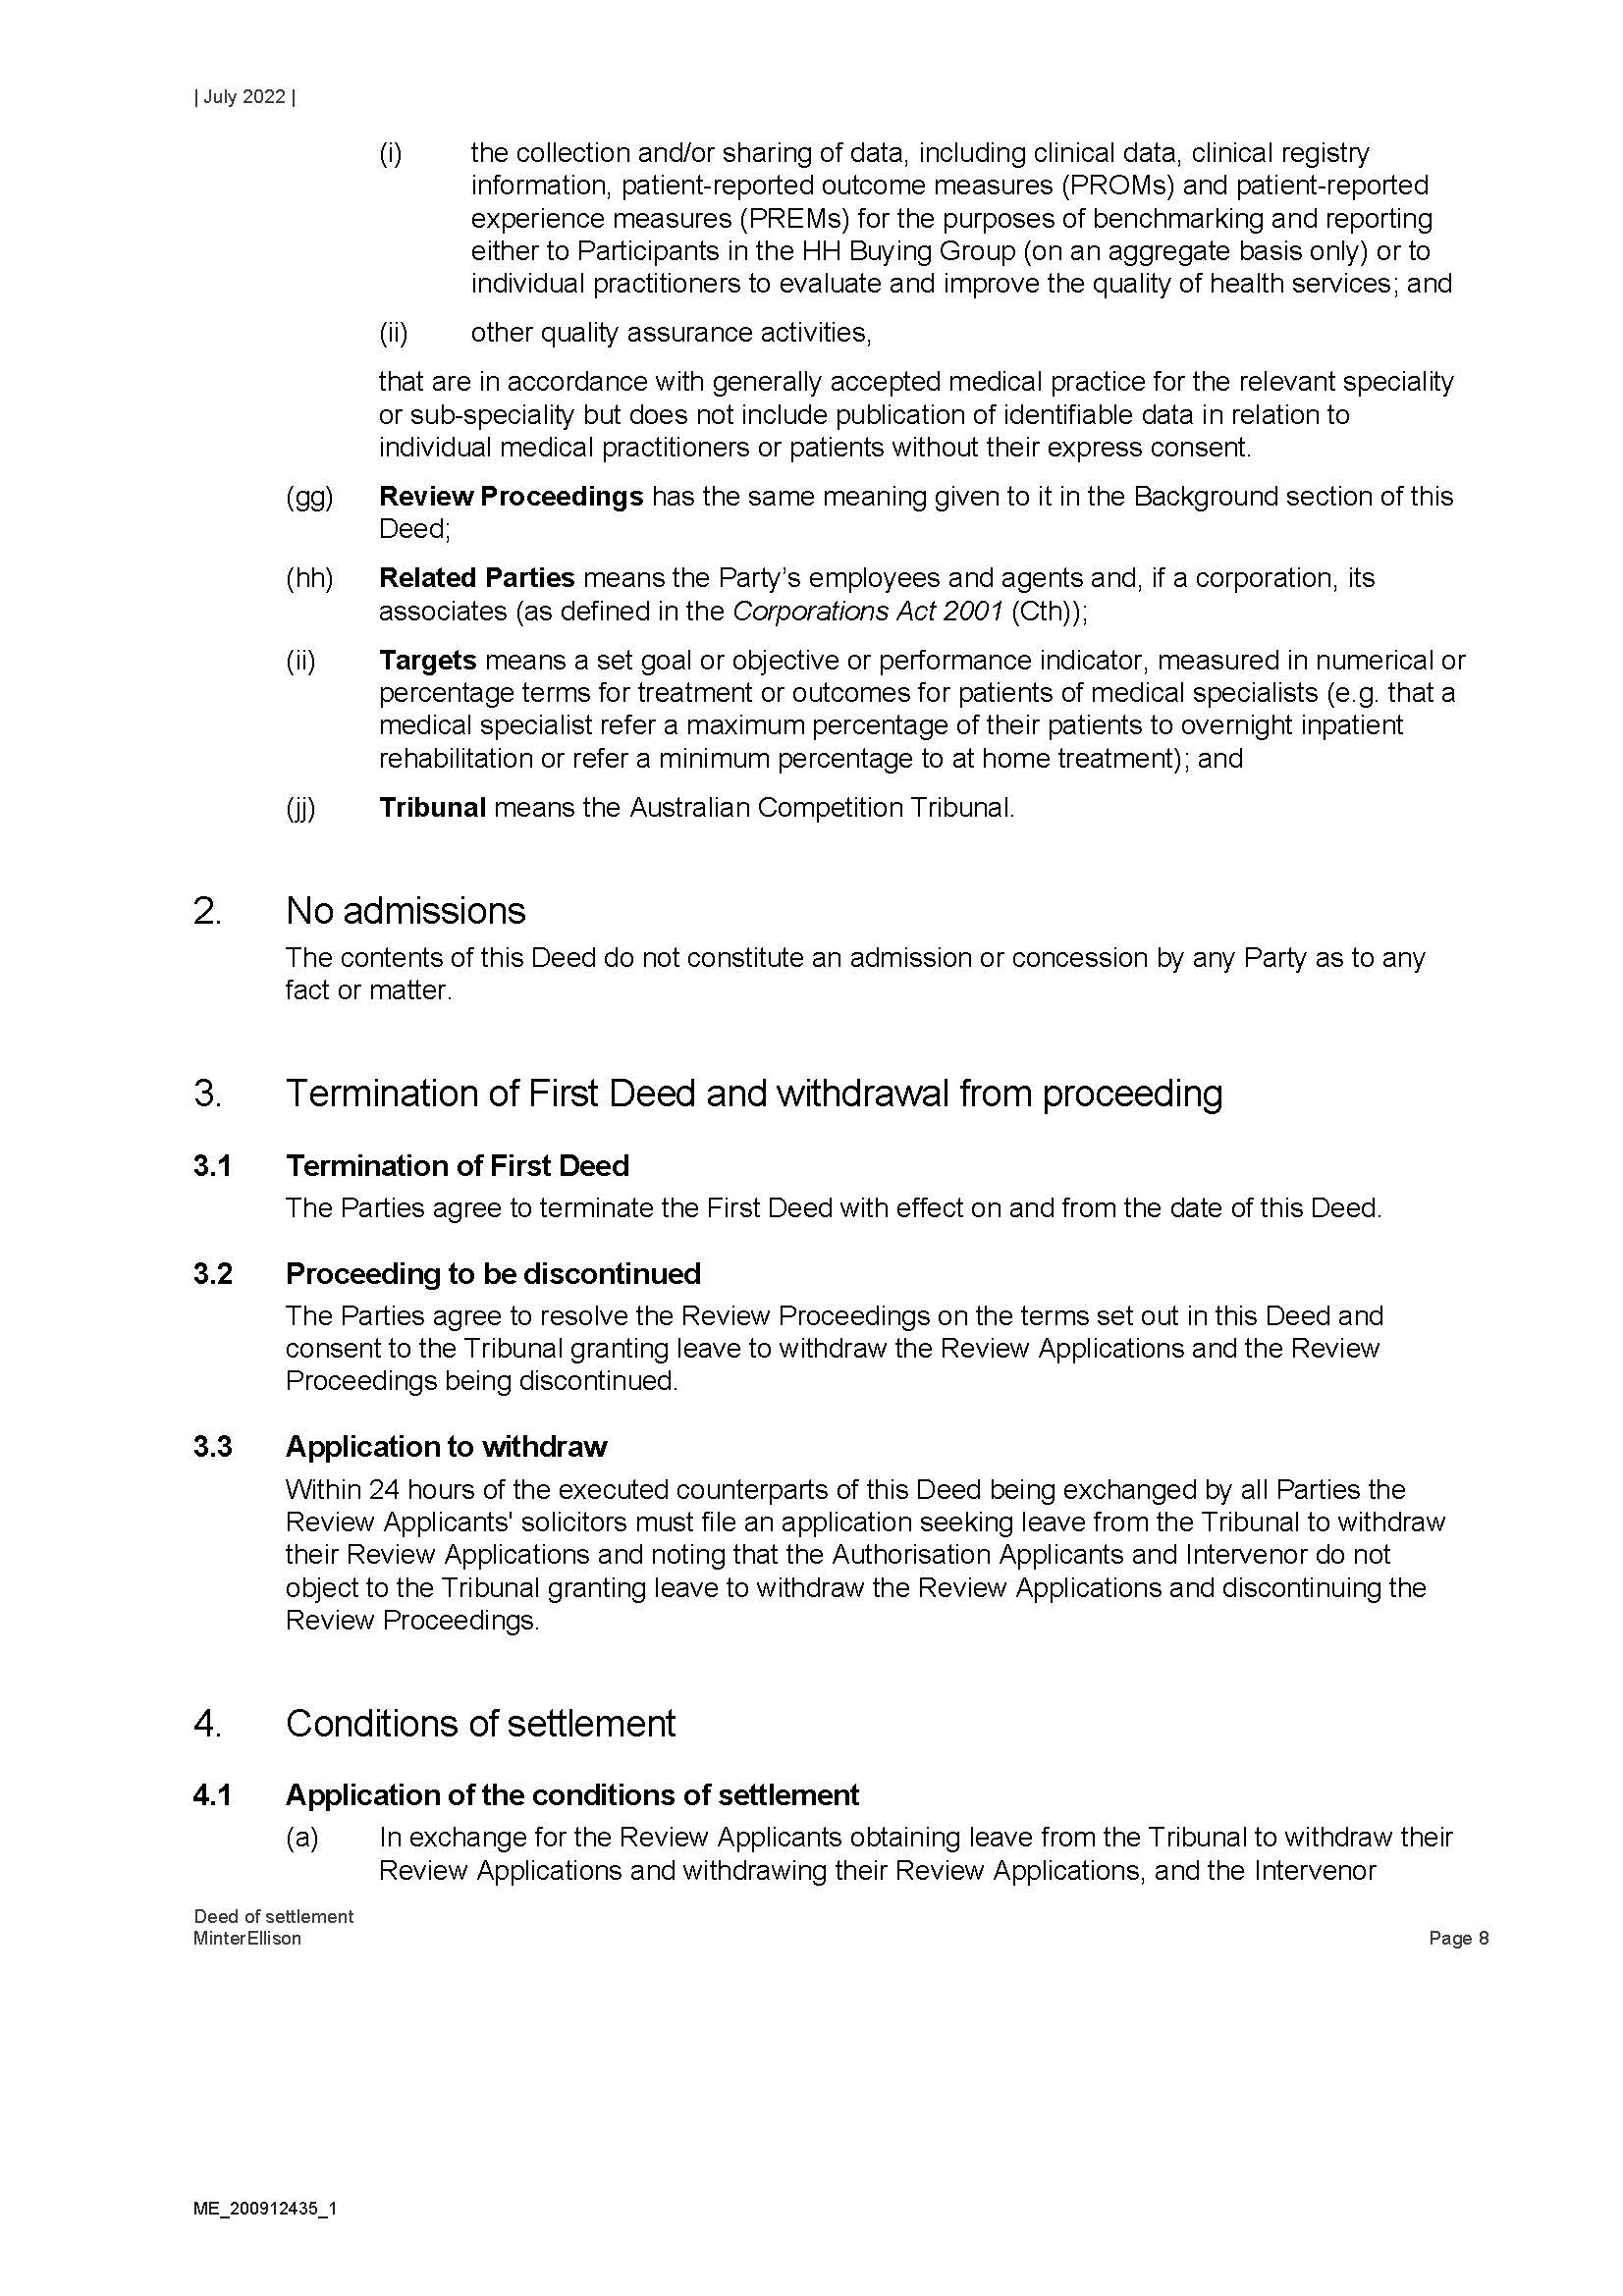 | July 2022 |
(i) the collection and/or sharing of data, including clinical data, clinical registry
information, patient-reported outcome measures (PROMs) and patient-reported
experience measures (PREMs) for the purposes of benchmarking and reporting
either to Participants in the HH Buying Group (on an aggregate basis only) or to
individual practitioners to evaluate and improve the quality of health services; and
(ii) other quality assurance activities,
that are in accordance with generally accepted medical practice for the relevant speciality
or sub-speciality but does not include publication of identifiable data in relation to
individual medical practitioners or patients without their express consent.
(gg) Review Proceedings has the same meaning given to it in the Background section of this
Deed;
(hh) Related Parties means the Party's employees and agents and, if a corporation, its
associates (as defined in the Corporations Act 2001 (Cth));
(ii) Targets means a set goal or objective or performance indicator, measured in numerical or
percentage terms for treatment or outcomes for patients of medical specialists (e.g. that a
medical specialist refer a maximum percentage of their patients to overnight inpatient
rehabilitation or refer a minimum percentage to at home treatment); and
(jj) Tribunal means the Australian Competition Tribunal.
2. No admissions
The contents of this Deed do not constitute an admission or concession by any Party as to any
fact or matter.
3. Termination of First Deed and withdrawal from proceeding
3.1 Termination of First Deed
The Parties agree to terminate the First Deed with effect on and from the date of this Deed.
3.2 Proceeding to be discontinued
The Parties agree to resolve the Review Proceedings on the terms set out in this Deed and
consent to the Tribunal granting leave to withdraw the Review Applications and the Review
Proceedings being discontinued.
3.3 Application to withdraw
Within 24 hours of the executed counterparts of this Deed being exchanged by all Parties the
Review Applicants' solicitors must file an application seeking leave from the Tribunal to withdraw
their Review Applications and noting that the Authorisation Applicants and Intervenor do not
object to the Tribunal granting leave to withdraw the Review Applications and discontinuing the
Review Proceedings.
4. Conditions of settlement
4.1 Application of the conditions of settlement
(a) In exchange for the Review Applicants obtaining leave from the Tribunal to withdraw their
Review Applications and withdrawing their Review Applications, and the Intervenor
Deed of settlement
MinterEllison Page 8
ME_200912435_1